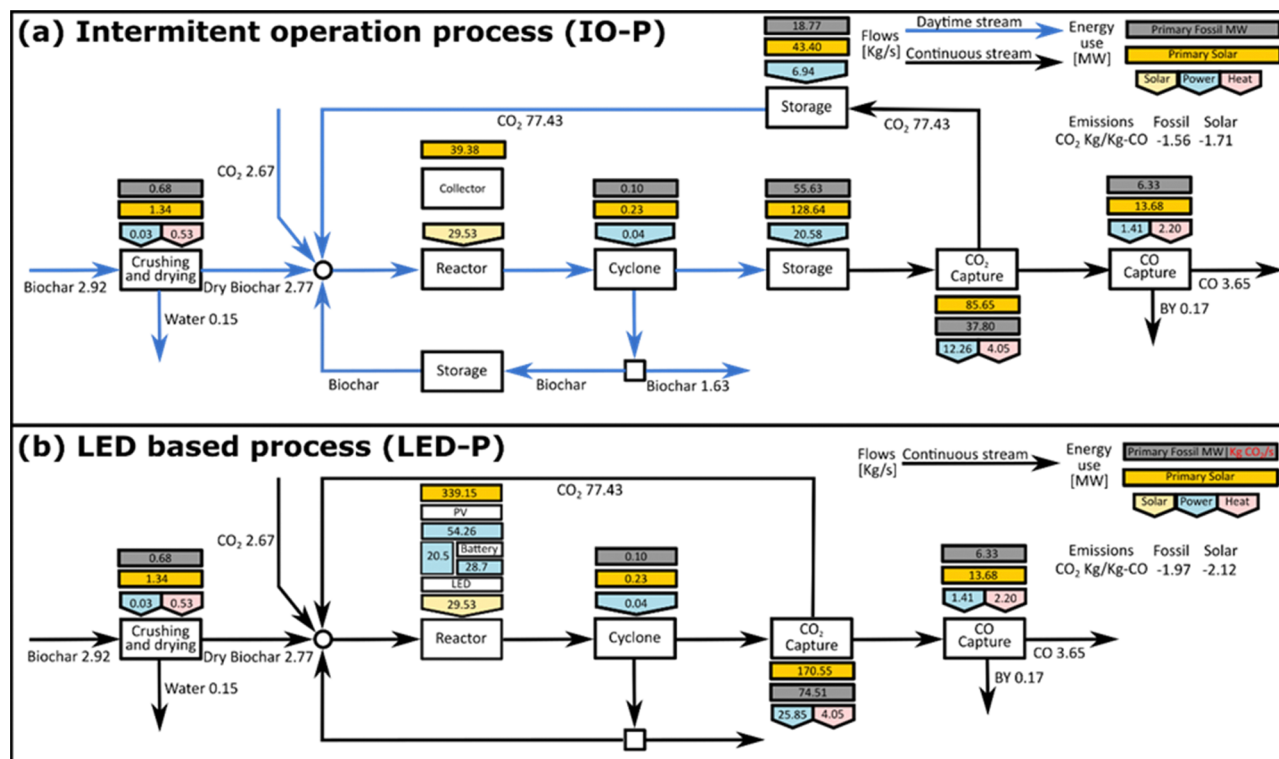 (a) Intermitent operation process (IO-P)
18.77
43.40
6.94
Storage
Flows
[Kg/s]
Daytime stream
Continuous stream
Energy
use
[MW]
Primary Fossil MW
Primary Solar
Solar Power Heat
Emissions Fossil Solar
CO₂ Kg/Kg-CO -1.56 -1.71
CO₂ 77.43
CO₂ 77.43
CO₂ 2.67
39.38
Collector
29.53
Reactor
0.68
1.34
0.03 0.53
Crushing
and drying
Biochar 2.92
Dry Biochar 2.77
Water 0.15
0.10
0.23
0.04
Cyclone
55.63
128.64
20.58
Storage
CO₂
Capture
85.65
37.80
12.26 4.05
6.33
13.68
1.41 2.20
CO
Capture
CO 3.65
BY 0.17
Storage
Biochar
Biochar
Biochar 1.63
(b) LED based process (LED-P)
Flows
[Kg/s]
Continuous stream
Energy
use
[MW]
Primary Fossil MW|Kg CO₂/s
Primary Solar
Solar Power Heat
Emissions Fossil Solar
CO₂ Kg/Kg-CO -1.97 -2.12
CO₂ 77.43
CO₂ 2.67
339.15
PV
54.26
20.5
Battery
28.7
LED
29.53
Reactor
0.68
1.34
0.03 0.53
Crushing
and drying
Biochar 2.92
Dry Biochar 2.77
Water 0.15
0.10
0.23
0.04
Cyclone
CO₂
Capture
170.55
74.51
25.85 4.05
6.33
13.68
1.41 2.20
CO
Capture
CO 3.65
BY 0.17